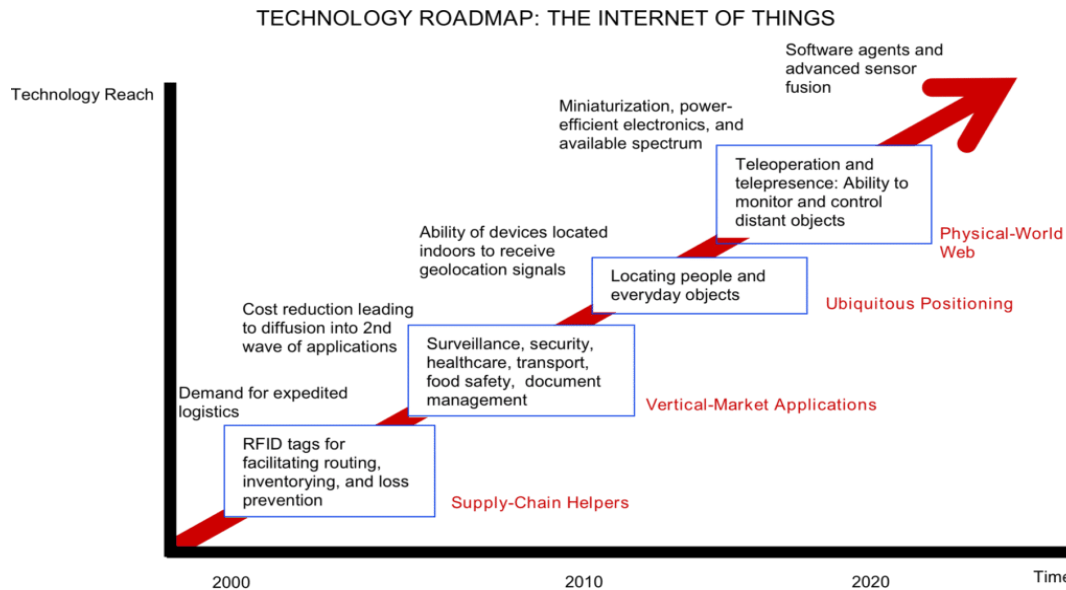 TECHNOLOGY ROADMAP: THE INTERNET OF THINGS
Technology Reach
Software agents and
advanced sensor
fusion
Miniaturization, power-
efficient electronics, and
available spectrum
Teleoperation and
telepresence: Ability to
monitor and control
distant objects
Physical-World
Web
Ability of devices located
indoors to receive
geolocation signals
Locating people and
everyday objects
Ubiquitous Positioning
Cost reduction leading
to diffusion into 2nd
wave of applications
Surveillance, security,
healthcare, transport,
food safety, document
management
Vertical-Market Applications
Demand for expedited
logistics
RFID tags for
facilitating routing,
inventorying, and loss
prevention
Supply-Chain Helpers
2000
2010
2020
Time